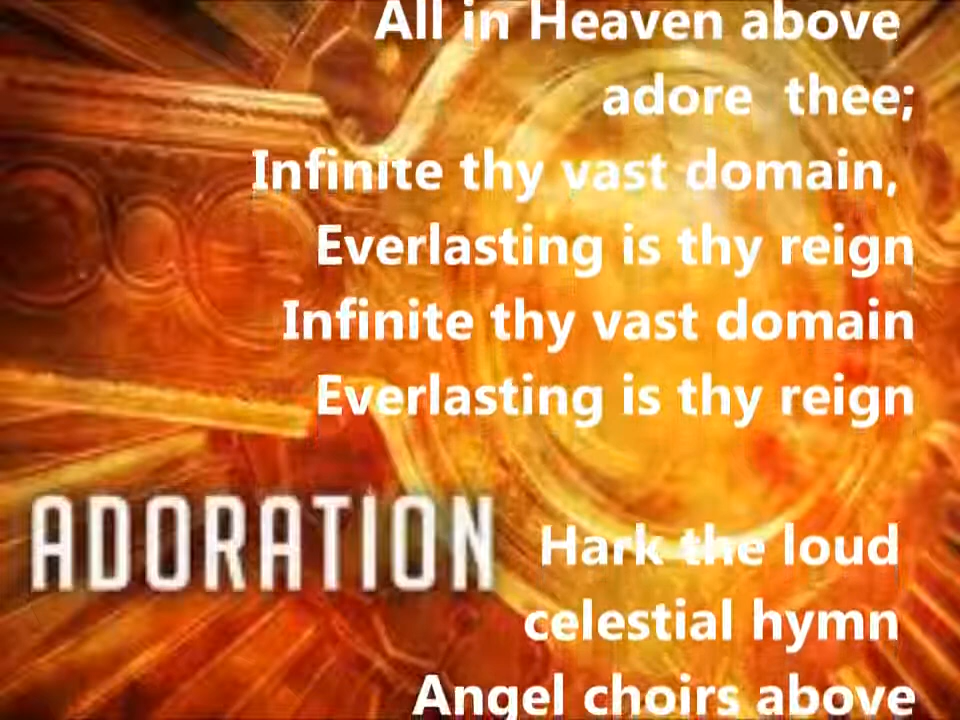 All in Heaven above
adore thee;
Infinite thy vast domain,
Everlasting is thy reign
Infinite thy vast domain
Everlasting is thy reign
ADORATION
Hark the loud
celestial hymn
Angel choirs above